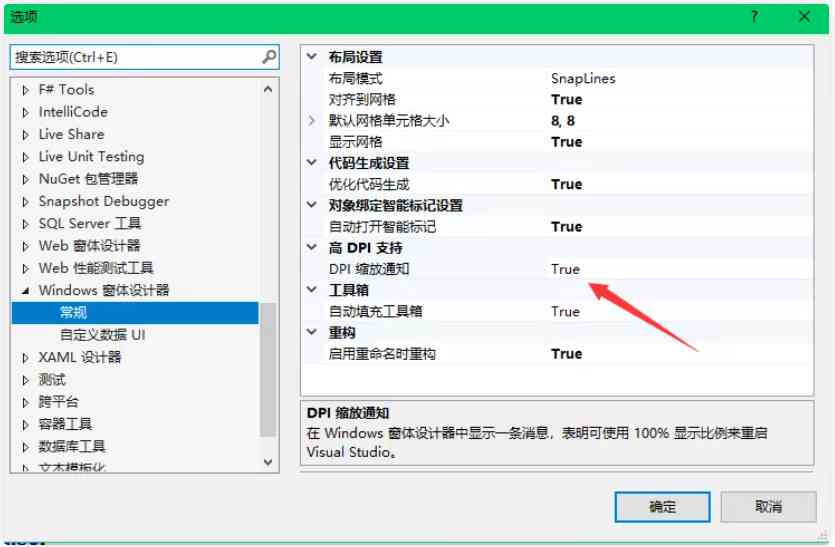 选项
搜索选项(Ctrl+E)
F# Tools
IntelliCode
Live Share
Live Unit Testing
NuGet 包管理器
Snapshot Debugger
SQL Server 工具
Web 窗体设计器
Web 性能测试工具
Windows 窗体设计器
常规
自定义数据 UI
XAML 设计器
测试
跨平台
容器工具
数据库工具
文本模板化
布局设置
布局模式 SnapLines
对齐到网格 True
默认网格单元格大小 8, 8
显示网格 True
代码生成设置
优化代码生成 True
对象绑定智能标记设置
自动打开智能标记 True
高 DPI 支持
DPI 缩放通知 True
工具箱
自动填充工具箱 True
重构
启用重命名时重构 True
DPI 缩放通知
在 Windows 窗体设计器中显示一条消息，表明可使用 100% 显示比例来重启
Visual Studio。
确定
取消